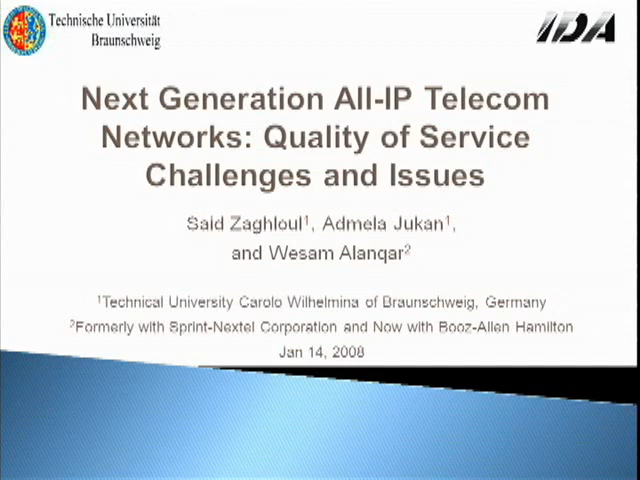 Technische Universität
Braunschweig
IDA
Next Generation All-IP Telecom
Networks: Quality of Service
Challenges and Issues
Said Zaghloul1, Admela Jukan1,
and Wesam Alanqar2
1Technical University Carolo Wilhelmina of Braunschweig, Germany
2Formerly with Sprint-Nextel Corporation and Now with Booz-Allen Hamilton
Jan 14, 2008